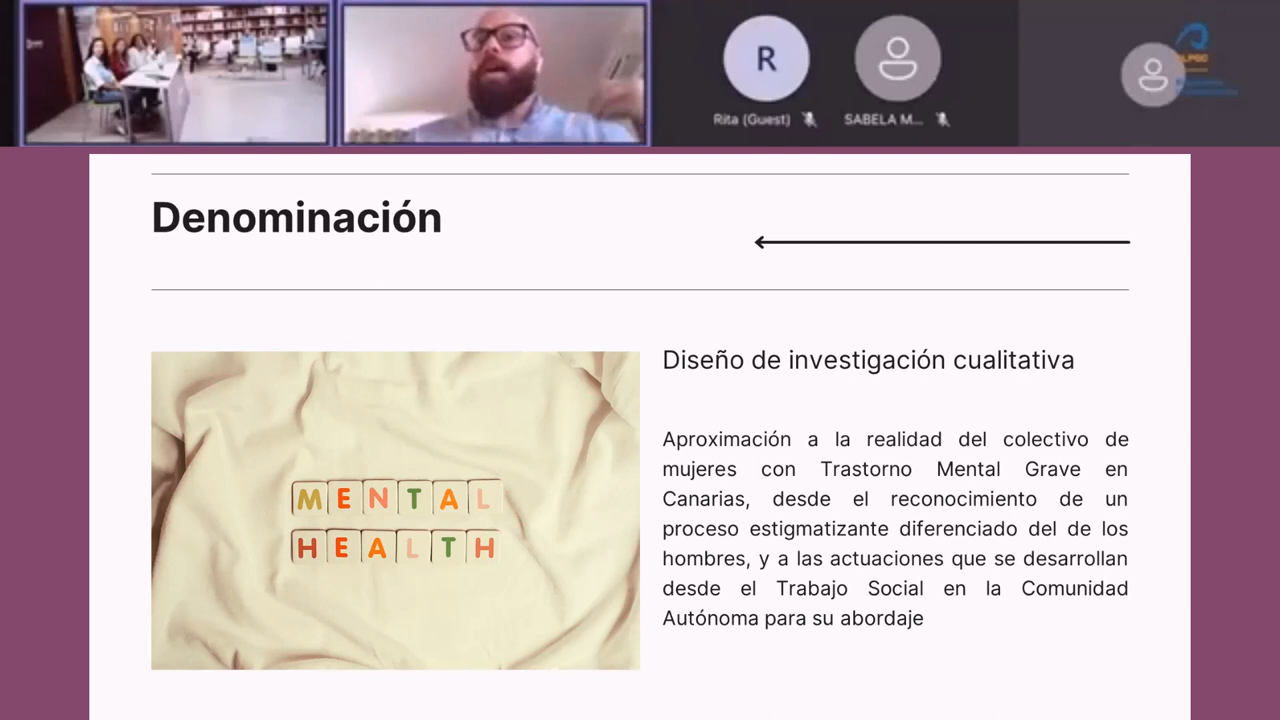 R
Rita (Guest)
SABELA M...
Denominación
Diseño de investigación cualitativa
Aproximación a la realidad del colectivo de
mujeres con Trastorno Mental Grave en
Canarias, desde el reconocimiento de un
proceso estigmatizante diferenciado del de los
hombres, y a las actuaciones que se desarrollan
desde el Trabajo Social en la Comunidad
Autónoma para su abordaje
MENTAL
HEALTH